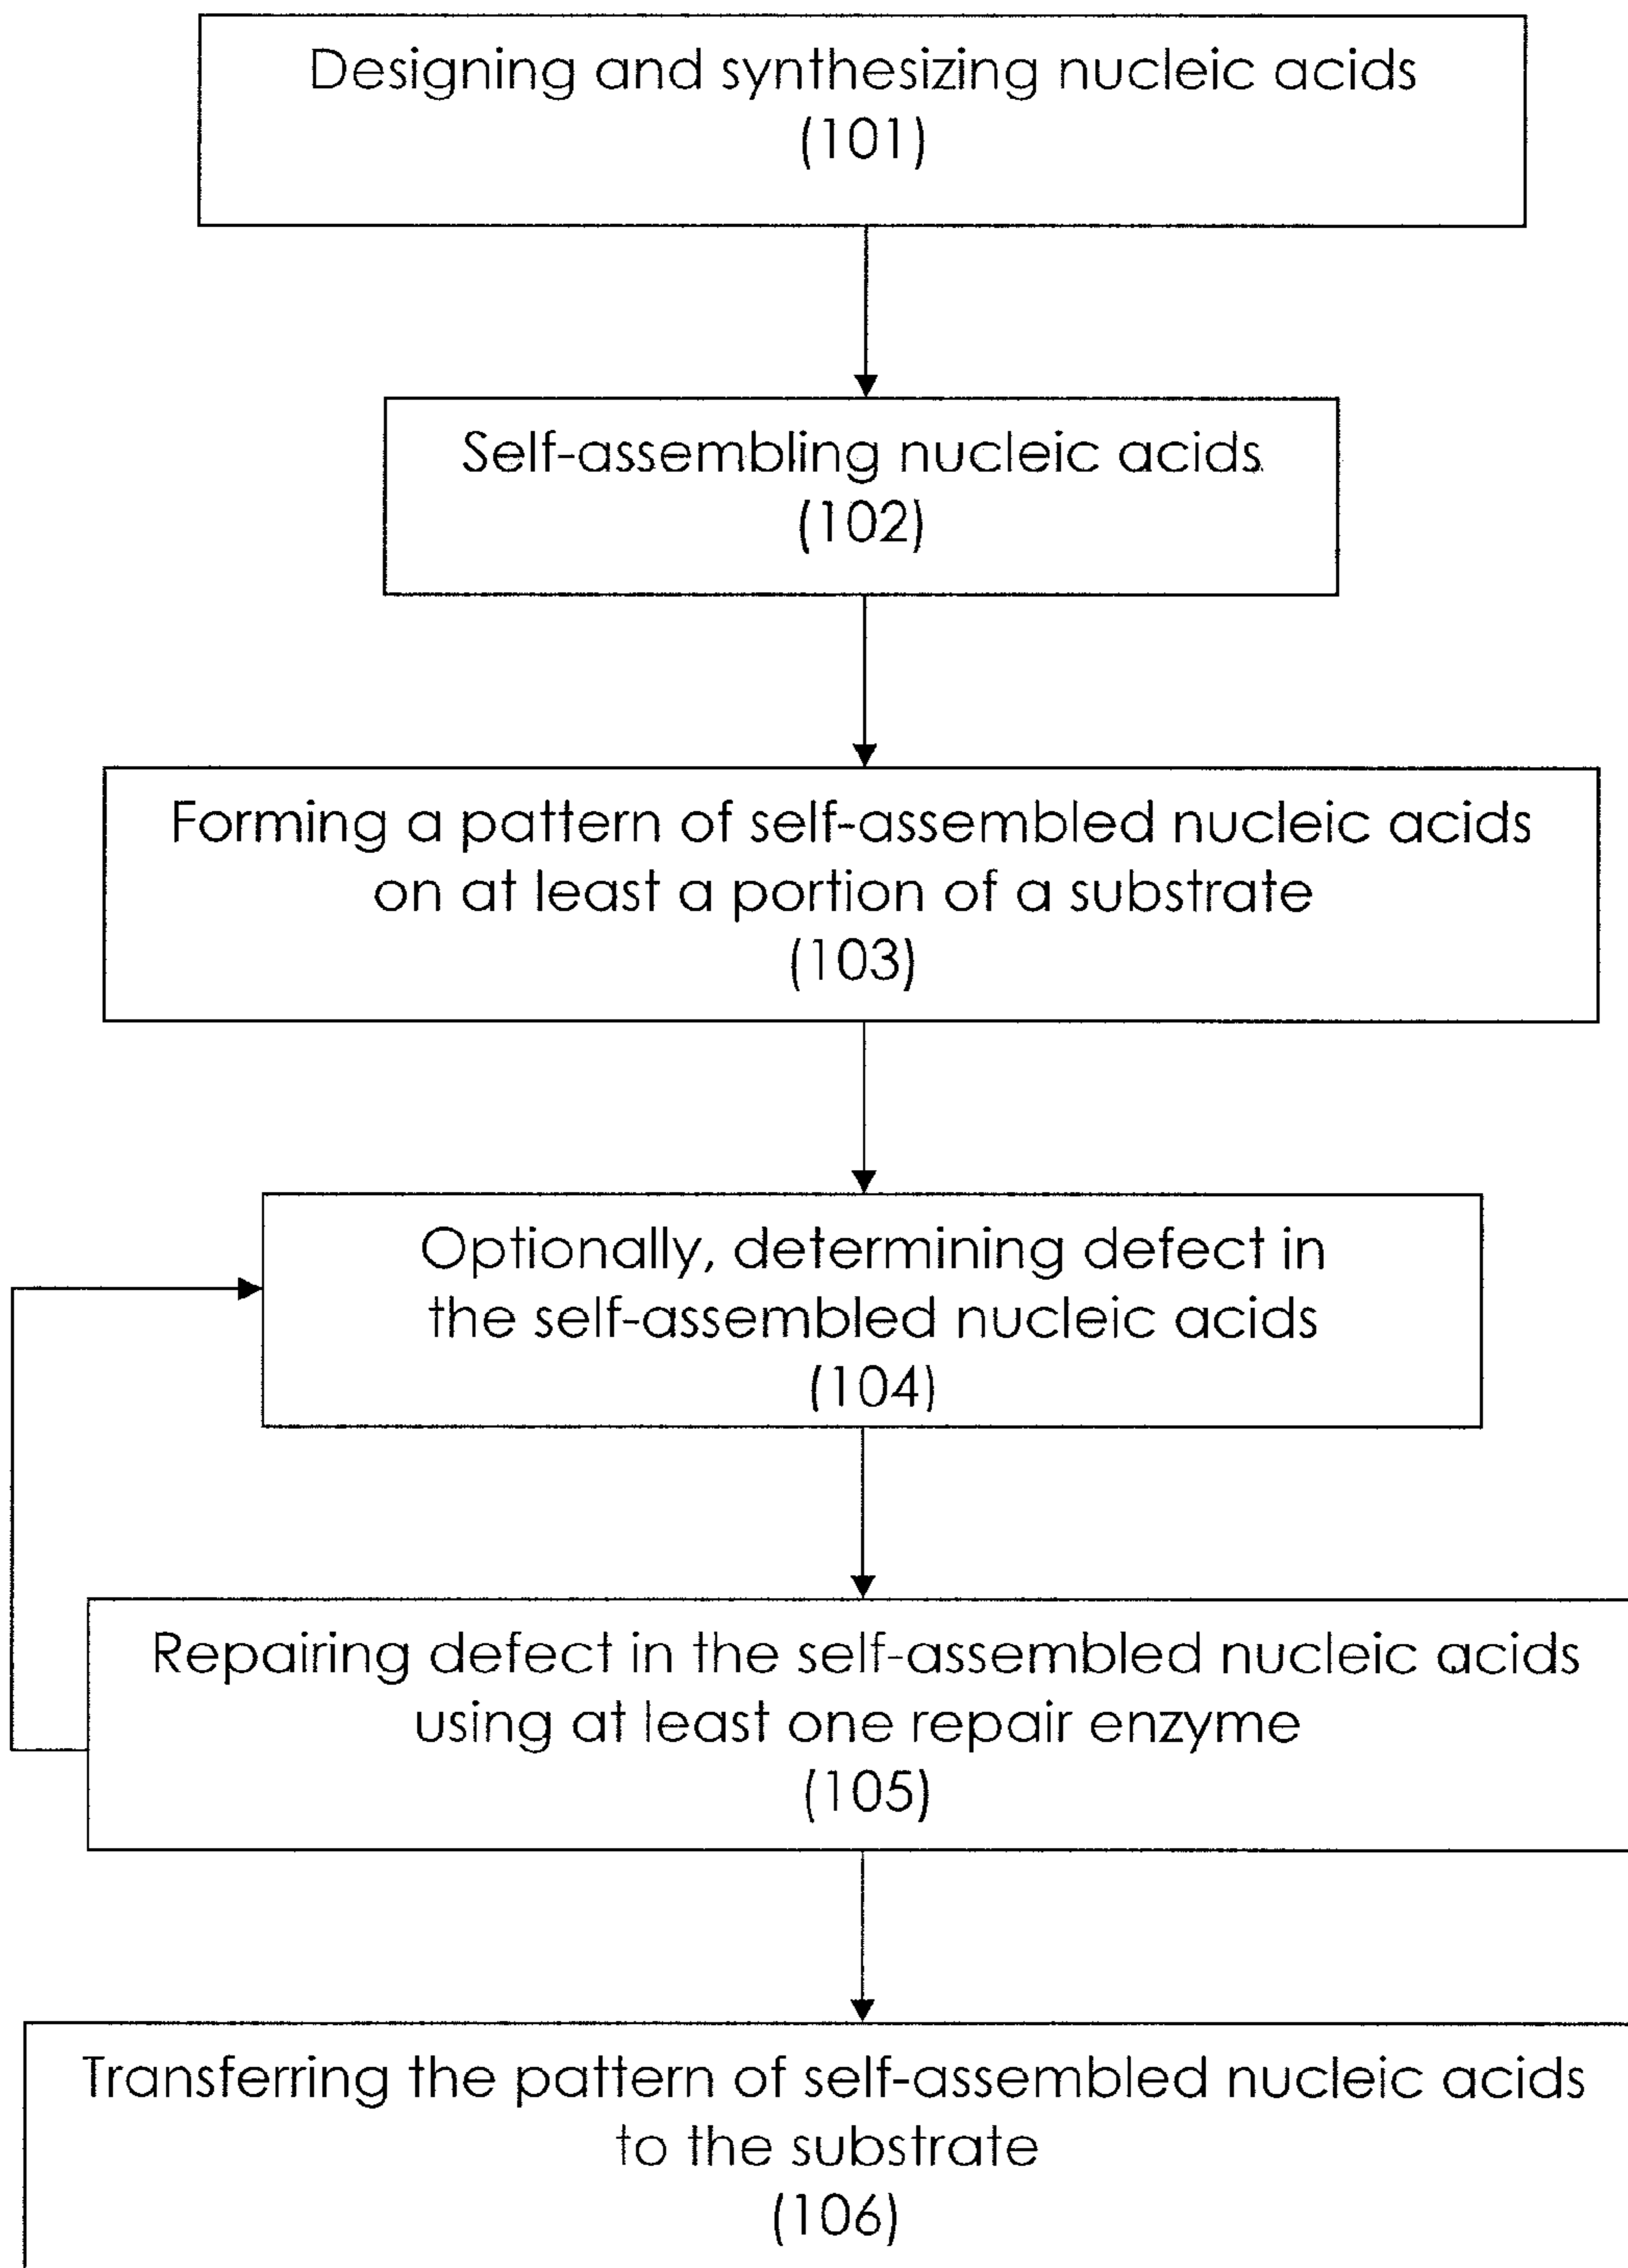 Designing and synthesizing nucleic acids
(101)
Self-assembling nucleic acids
(102)
Forming a pattern of self-assembled nucleic acids
on at least a portion of a substrate
(103)
Optionally, determining defect in
the self-assembled nucleic acids
(104)
Repairing defect in the self-assembled nucleic acids
using at least one repair enzyme
(105)
Transferring the pattern of self-assembled nucleic acids
to the substrate
(106)